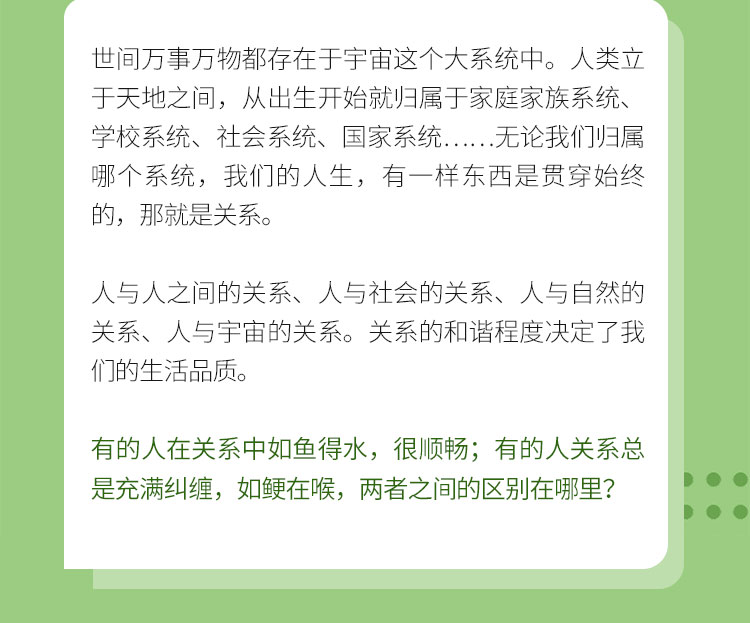 世间万事万物都存在于宇宙这个大系统中。人类立
于天地之间，从出生开始就归属于家庭家族系统、
学校系统、社会系统、国家系统……无论我们归属
哪个系统，我们的人生，有一样东西是贯穿始终
的，那就是关系。
人与人之间的关系、人与社会的关系、人与自然的
关系、人与宇宙的关系。关系的和谐程度决定了我
们的生活品质。
有的人在关系中如鱼得水，很顺畅；有的人关系总
是充满纠缠，如鲠在喉，两者之间的区别在哪里？